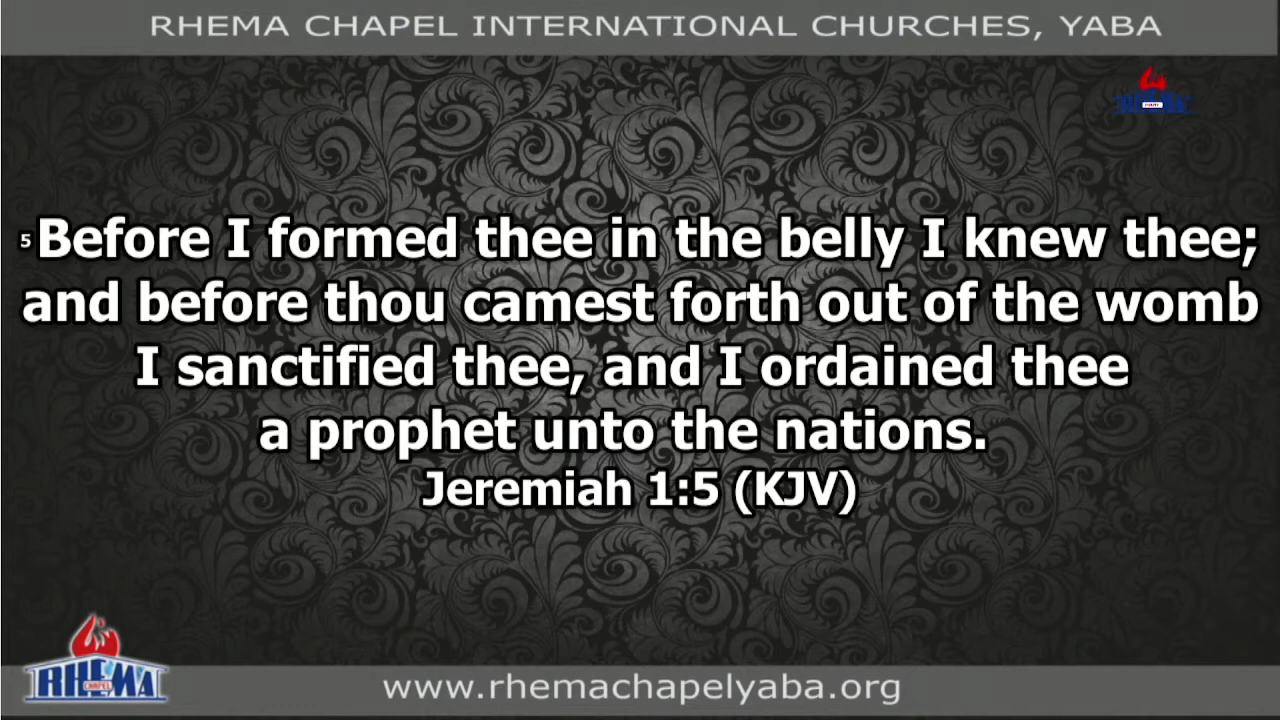 RHEMA CHAPEL INTERNATIONAL CHURCHES, YABA
RHEMA
5 Before I formed thee in the belly I knew thee;
and before thou camest forth out of the womb
I sanctified thee, and I ordained thee
a prophet unto the nations.
Jeremiah 1:5 (KJV)
RHEMA
CHAPEL
www.rhemachapelyaba.org